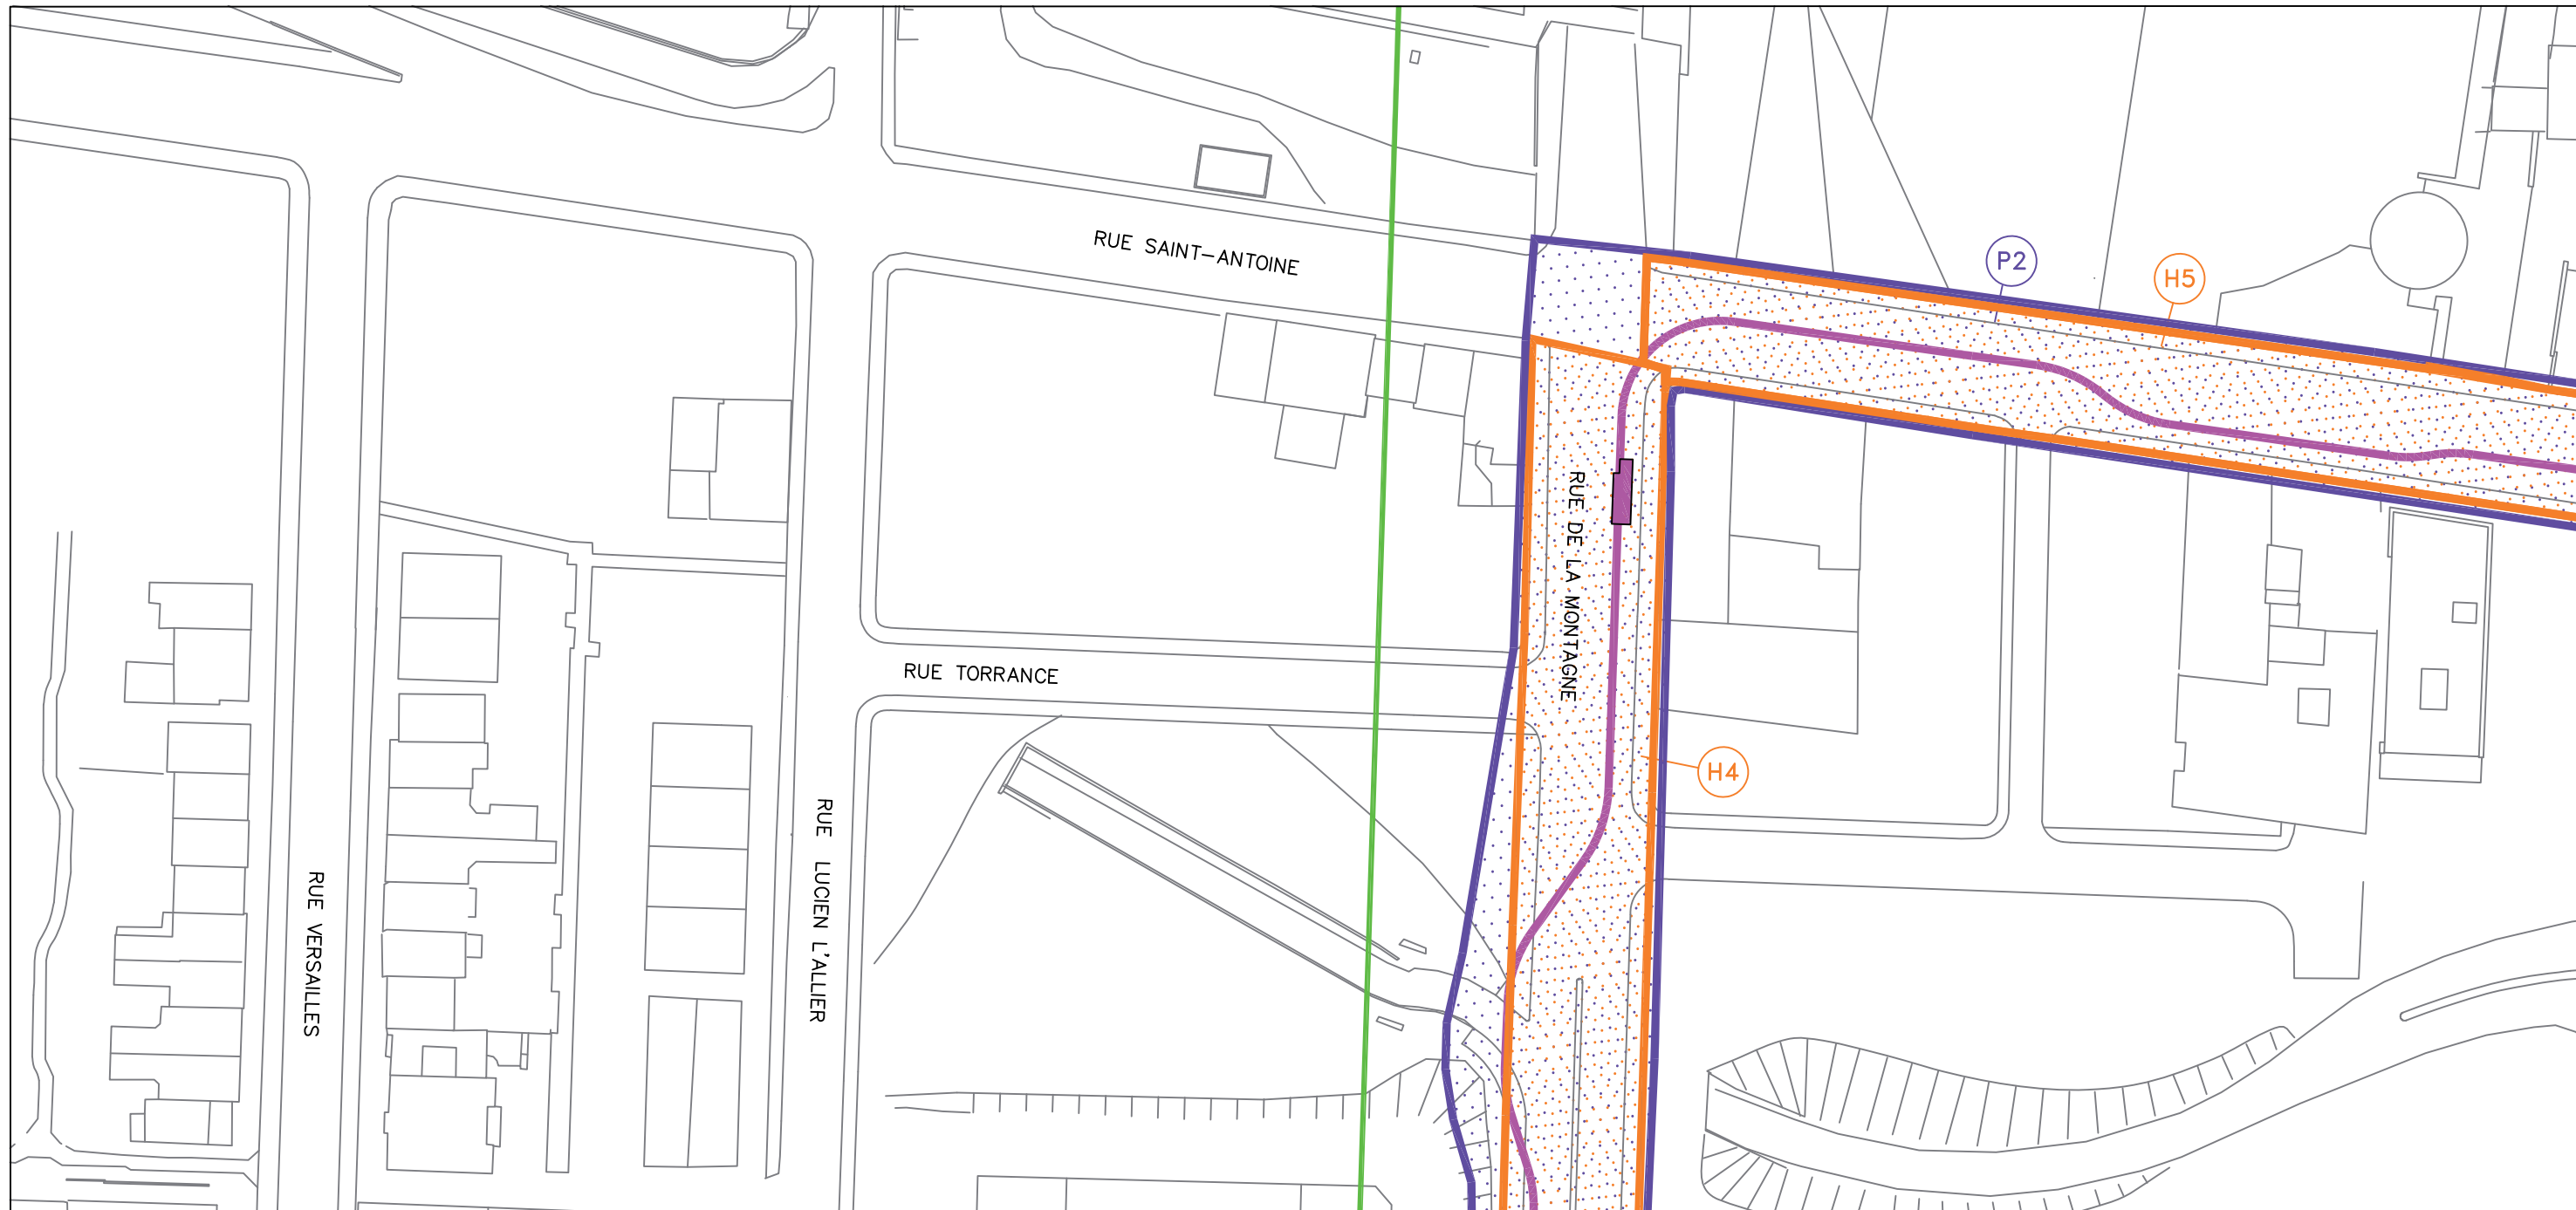 RUE SAINT-ANTOINE
P2
H5
RUE DE LA MONTAGNE
RUE TORRANCE
H4
RUE LUCIEN L'ALLIER
RUE VERSAILLES